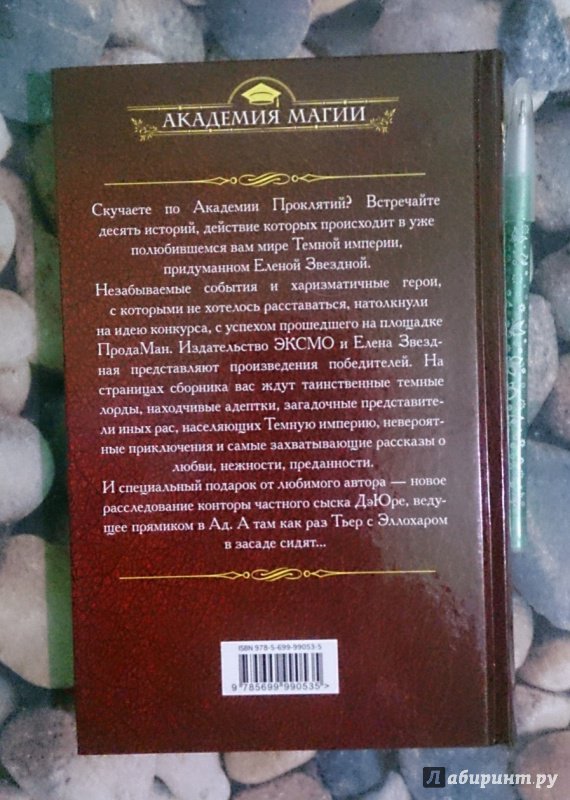 АКАДЕМИЯ МАГИИ
Скучаете по Академии Проклятий? Встречайте
десять историй, действие которых происходит в уже
полюбившемся вам мире Темной империи,
придуманном Еленой Звездной.
Незабываемые события и харизматичные герои,
с которыми не хотелось расставаться, натолкнули
на идею конкурса, с успехом прошедшего на площадке
ПродаМан. Издательство ЭКСМО и Елена Звезд-
ная представляют произведения победителей. На
страницах сборника вас ждут таинственные темные
лорды, находчивые адептки, загадочные представите-
ли иных рас, населяющих Темную империю, невероят-
ные приключения и самые захватывающие рассказы о
любви, нежности, преданности.
И специальный подарок от любимого автора — новое
расследование конторы частного сыска ДэЮре, веду-
щее прямиком в Ад. А там как раз Тьер с Эллохаром
в засаде сидят...
ISBN 978-5-699-99053-5
9 785699 990535 >
Лабиринт.ру